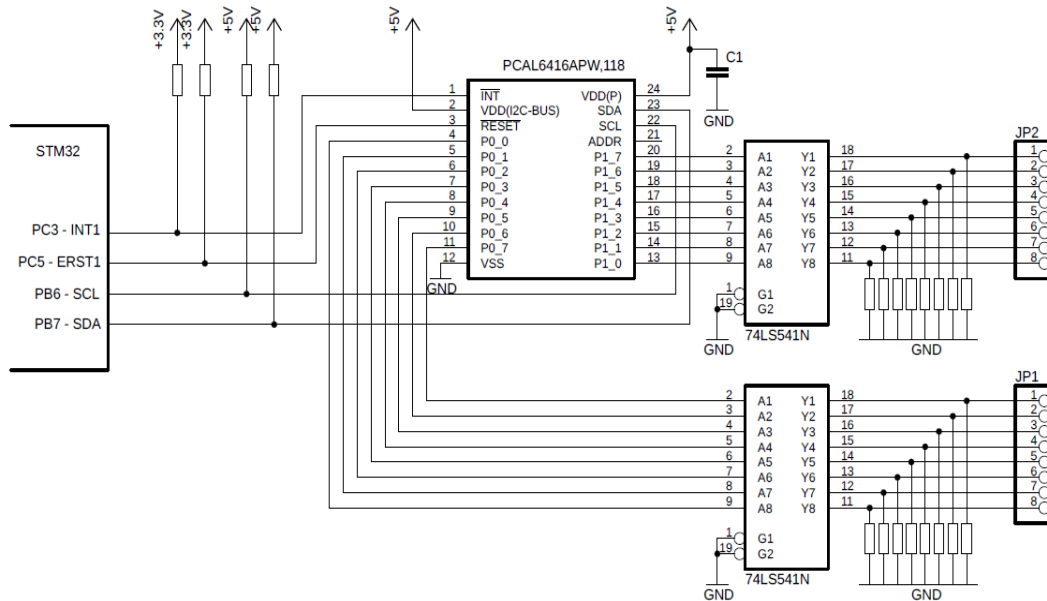 +3.3V
+3.3V
+5V
+5V
+5V
+5V
C1
GND
PCAL6416APW,118
1 INT VDD(P) 24
2 VDD(I2C-BUS) SDA 23
3 RESET SCL 22
4 P0_0 ADDR 21
5 P0_1 P1_7 20
6 P0_2 P1_6 19
7 P0_3 P1_5 18
8 P0_4 P1_4 17
9 P0_5 P1_3 16
10 P0_6 P1_2 15
11 P0_7 P1_1 14
12 VSS P1_0 13
GND
STM32
PC3 - INT1
PC5 - ERST1
PB6 - SCL
PB7 - SDA
2 A1 Y1 18
3 A2 Y2 17
4 A3 Y3 16
5 A4 Y4 15
6 A5 Y5 14
7 A6 Y6 13
8 A7 Y7 12
9 A8 Y8 11
1 G1
19 G2
GND
74LS541N
GND
JP2
1
2
3
4
5
6
7
8
2 A1 Y1 18
3 A2 Y2 17
4 A3 Y3 16
5 A4 Y4 15
6 A5 Y5 14
7 A6 Y6 13
8 A7 Y7 12
9 A8 Y8 11
1 G1
19 G2
GND
74LS541N
GND
JP1
1
2
3
4
5
6
7
8